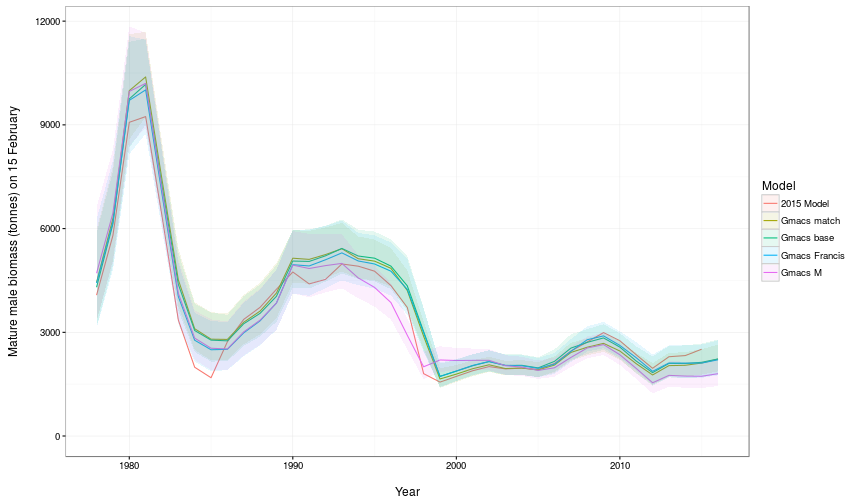 12000
9000
6000
3000
0
Mature male biomass (tonnes) on 15 February
1980
1990
2000
2010
Year
Model
2015 Model
Gmacs match
Gmacs base
Gmacs Francis
Gmacs M